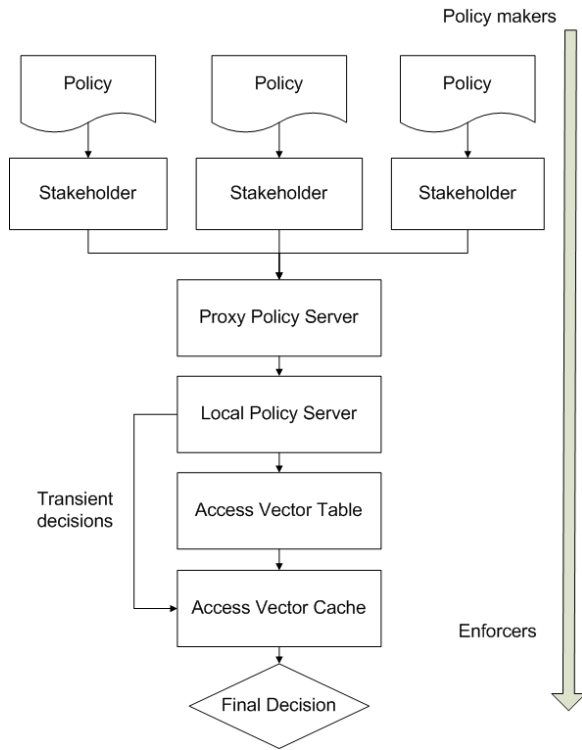 Policy makers
Policy
Policy
Policy
Stakeholder
Stakeholder
Stakeholder
Proxy Policy Server
Local Policy Server
Transient
decisions
Access Vector Table
Access Vector Cache
Enforcers
Final Decision